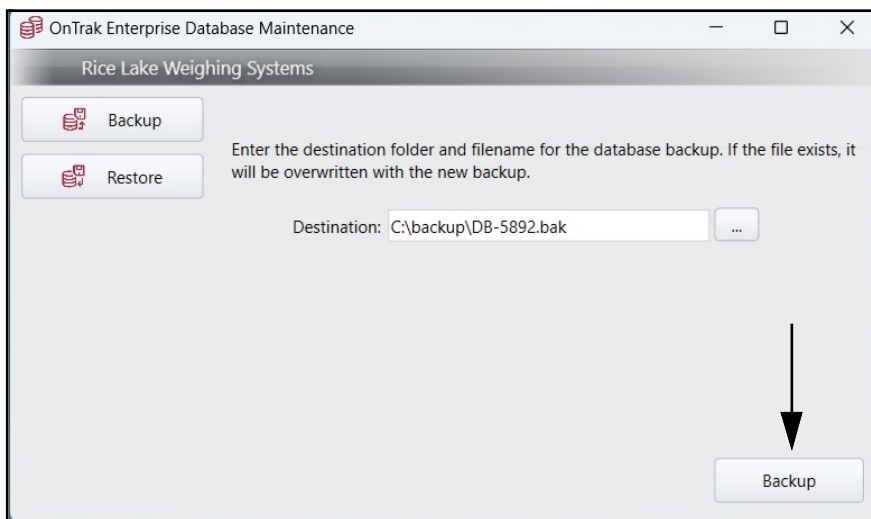 OnTrak Enterprise Database Maintenance
Rice Lake Weighing Systems
Backup
Restore
Enter the destination folder and filename for the database backup. If the file exists, it
will be overwritten with the new backup.
Destination: C:\backup\DB-5892.bak ...
Backup